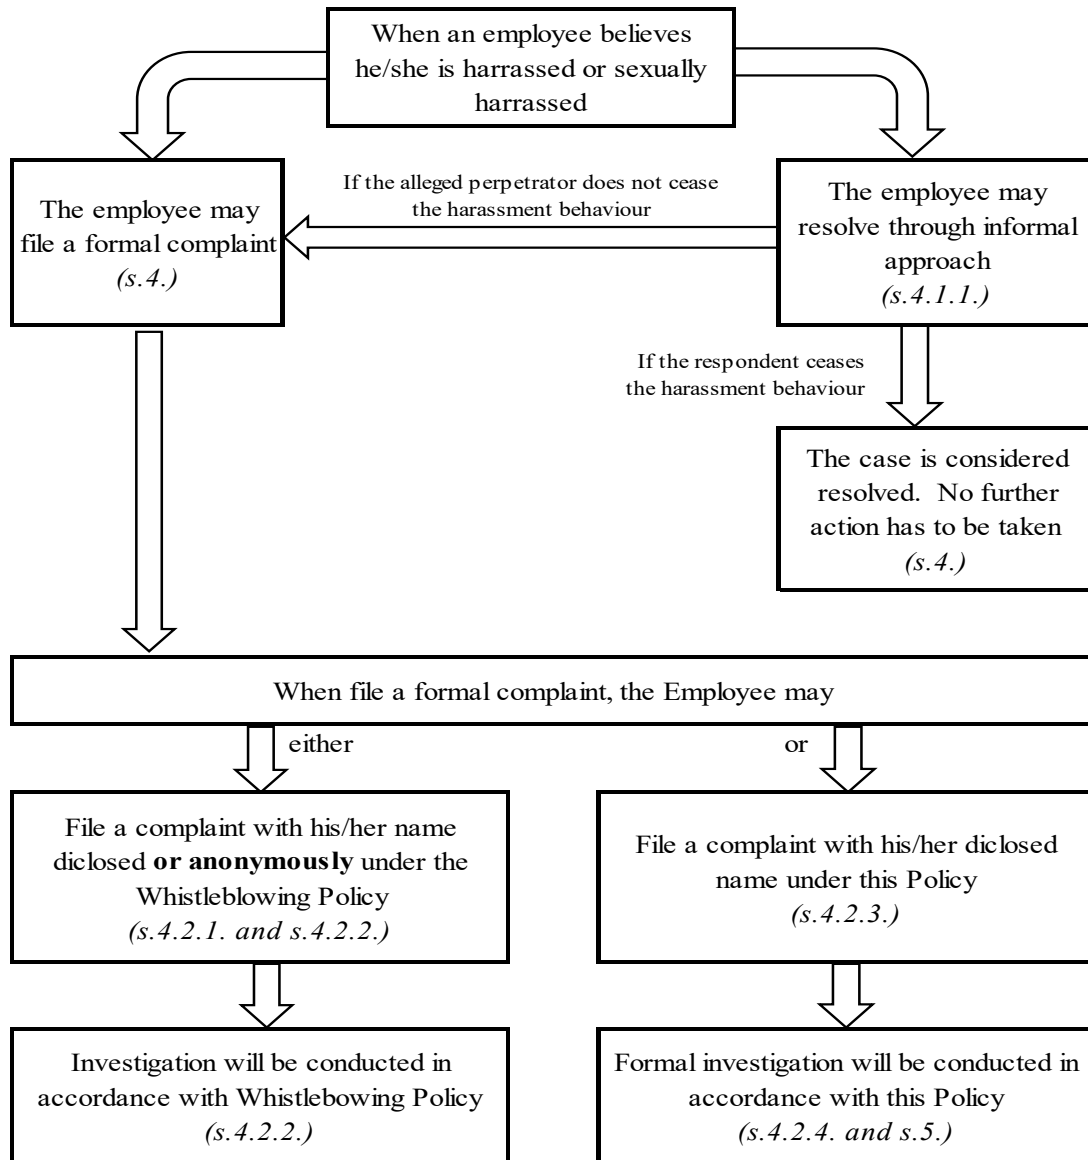 When an employee believes
he/she is harrassed or sexually
harrassed
If the alleged perpetrator does not cease
the harassment behaviour
The employee may
file a formal complaint
(s.4.)
The employee may
resolve through informal
approach
(s.4.1.1.)
If the respondent ceases
the harassment behaviour
The case is considered
resolved. No further
action has to be taken
(s.4.)
When file a formal complaint, the Employee may
either
or
File a complaint with his/her name
diclosed or anonymously under the
Whistleblowing Policy
(s.4.2.1. and s.4.2.2.)
File a complaint with his/her diclosed
name under this Policy
(s.4.2.3.)
Investigation will be conducted in
accordance with Whistlebowing Policy
(s.4.2.2.)
Formal investigation will be conducted in
accordance with this Policy
(s.4.2.4. and s.5.)